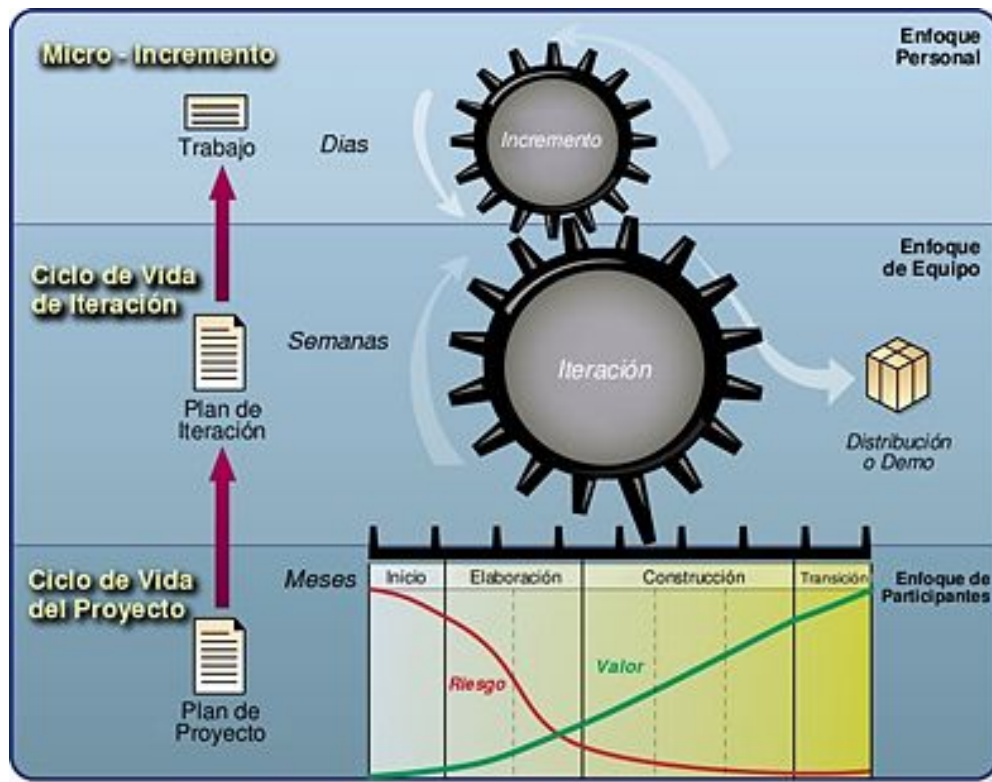 Micro - Incremento
Enfoque
Personal
Trabajo
Dias
Incremento
Ciclo de Vida
de Iteración
Enfoque
de Equipo
Semanas
Iteración
Plan de
Iteración
Distribución
o Demo
Ciclo de Vida
del Proyecto
Meses
Inicio
Elaboración
Construcción
Transición
Enfoque de
Participantes
Riesgo
Valor
Plan de
Proyecto